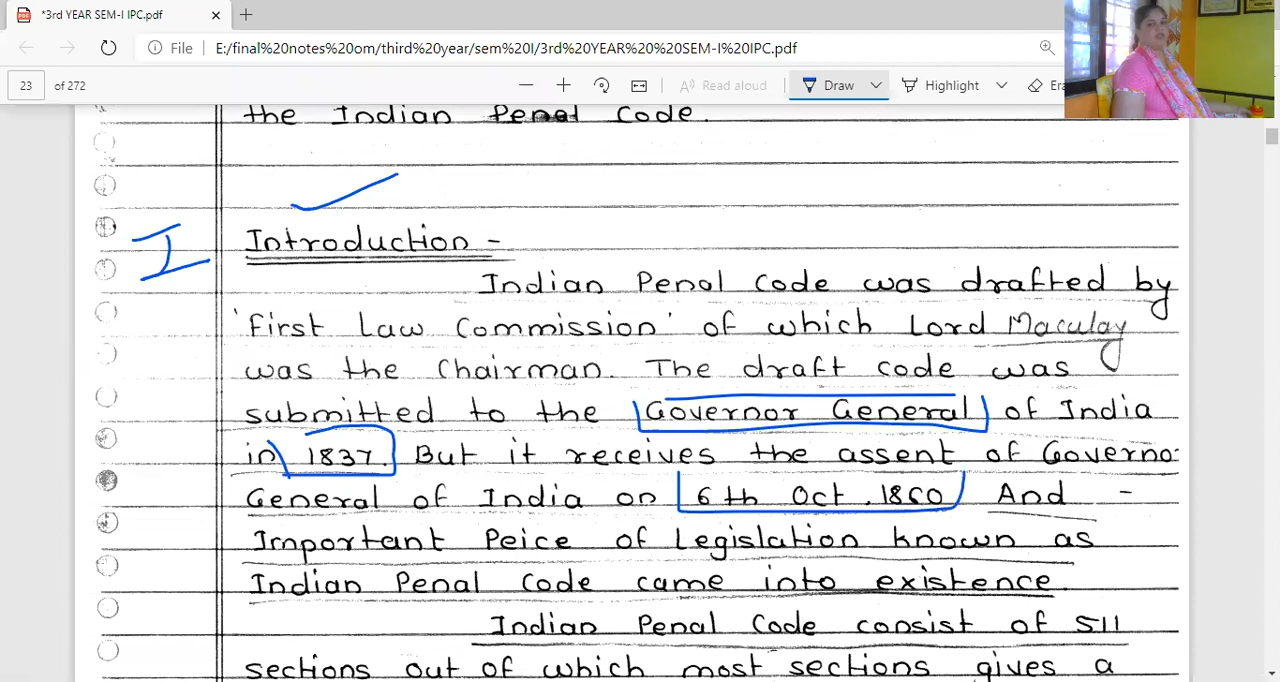 *3rd YEAR SEM-I IPC.pdf
File E:/final%20notes%20om/third%20year/sem%20I/3rd%20YEAR%20%20SEM-I%20IPC.pdf
23 of 272 Read aloud Draw Highlight Era
the Indian Penal Code.
I Introduction -
Indian Penal Code was drafted by
'First Law Commission' of which Lord Maculay
was the Chairman. The draft code was
submitted to the Governor General of India
in 1837. But it receives the assent of Governo
General of India on 6th Oct. 1860 And -
Important Peice of Legislation known as
Indian Penal Code came into existence
Indian Penal Code consist of 511
sections out of which most sections gives a